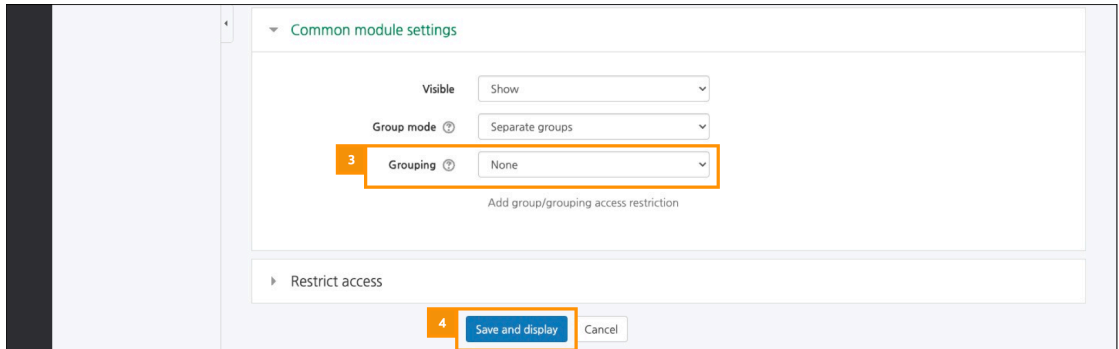 Common module settings
Visible Show
Group mode Separate groups
3 Grouping None
Add group/grouping access restriction
Restrict access
4 Save and display Cancel